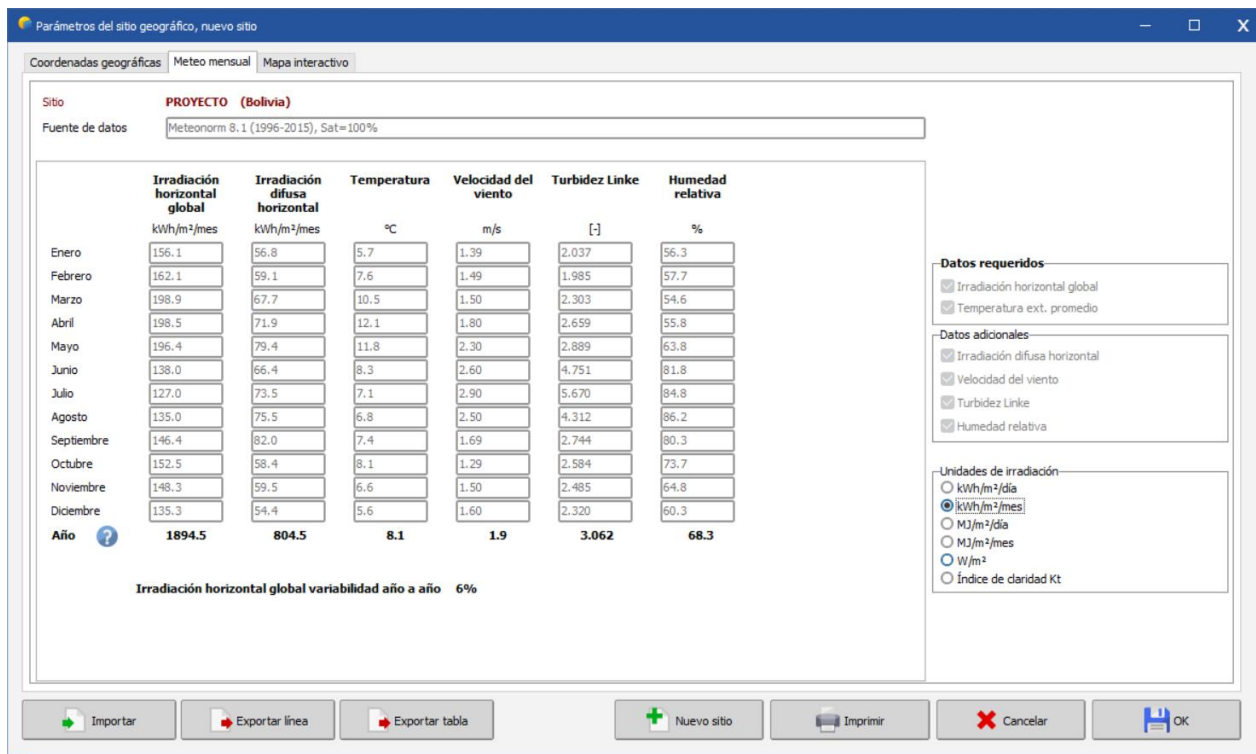 Parámetros del sitio geográfico, nuevo sitio
Coordenadas geográficas Meteo mensual Mapa interactivo
Sitio PROYECTO (Bolivia)
Fuente de datos Meteonorm 8.1 (1996-2015), Sat=100%
Irradiación horizontal global Irradiación difusa horizontal Temperatura Velocidad del viento Turbidez Linke Humedad relativa
kWh/m²/mes kWh/m²/mes °C m/s [-] %
Enero 156.1 56.8 5.7 1.39 2.037 56.3
Febrero 162.1 59.1 7.6 1.49 1.985 57.7
Marzo 198.9 67.7 10.5 1.50 2.303 54.6
Abril 198.5 71.9 12.1 1.80 2.659 55.8
Mayo 196.4 79.4 11.8 2.30 2.889 63.8
Junio 138.0 66.4 8.3 2.60 4.751 81.8
Julio 127.0 73.5 7.1 2.90 5.670 84.8
Agosto 135.0 75.5 6.8 2.50 4.312 86.2
Septiembre 146.4 82.0 7.4 1.69 2.744 80.3
Octubre 152.5 58.4 8.1 1.29 2.584 73.7
Noviembre 148.3 59.5 6.6 1.50 2.485 64.8
Diciembre 135.3 54.4 5.6 1.60 2.320 60.3
Año ? 1894.5 804.5 8.1 1.9 3.062 68.3
Irradiación horizontal global variabilidad año a año 6%
Datos requeridos
Irradiación horizontal global
Temperatura ext. promedio
Datos adicionales
Irradiación difusa horizontal
Velocidad del viento
Turbidez Linke
Humedad relativa
Unidades de irradiación
kWh/m²/día
kWh/m²/mes
MJ/m²/día
MJ/m²/mes
W/m²
Índice de claridad Kt
Importar Exportar línea Exportar tabla Nuevo sitio Imprimir Cancelar OK